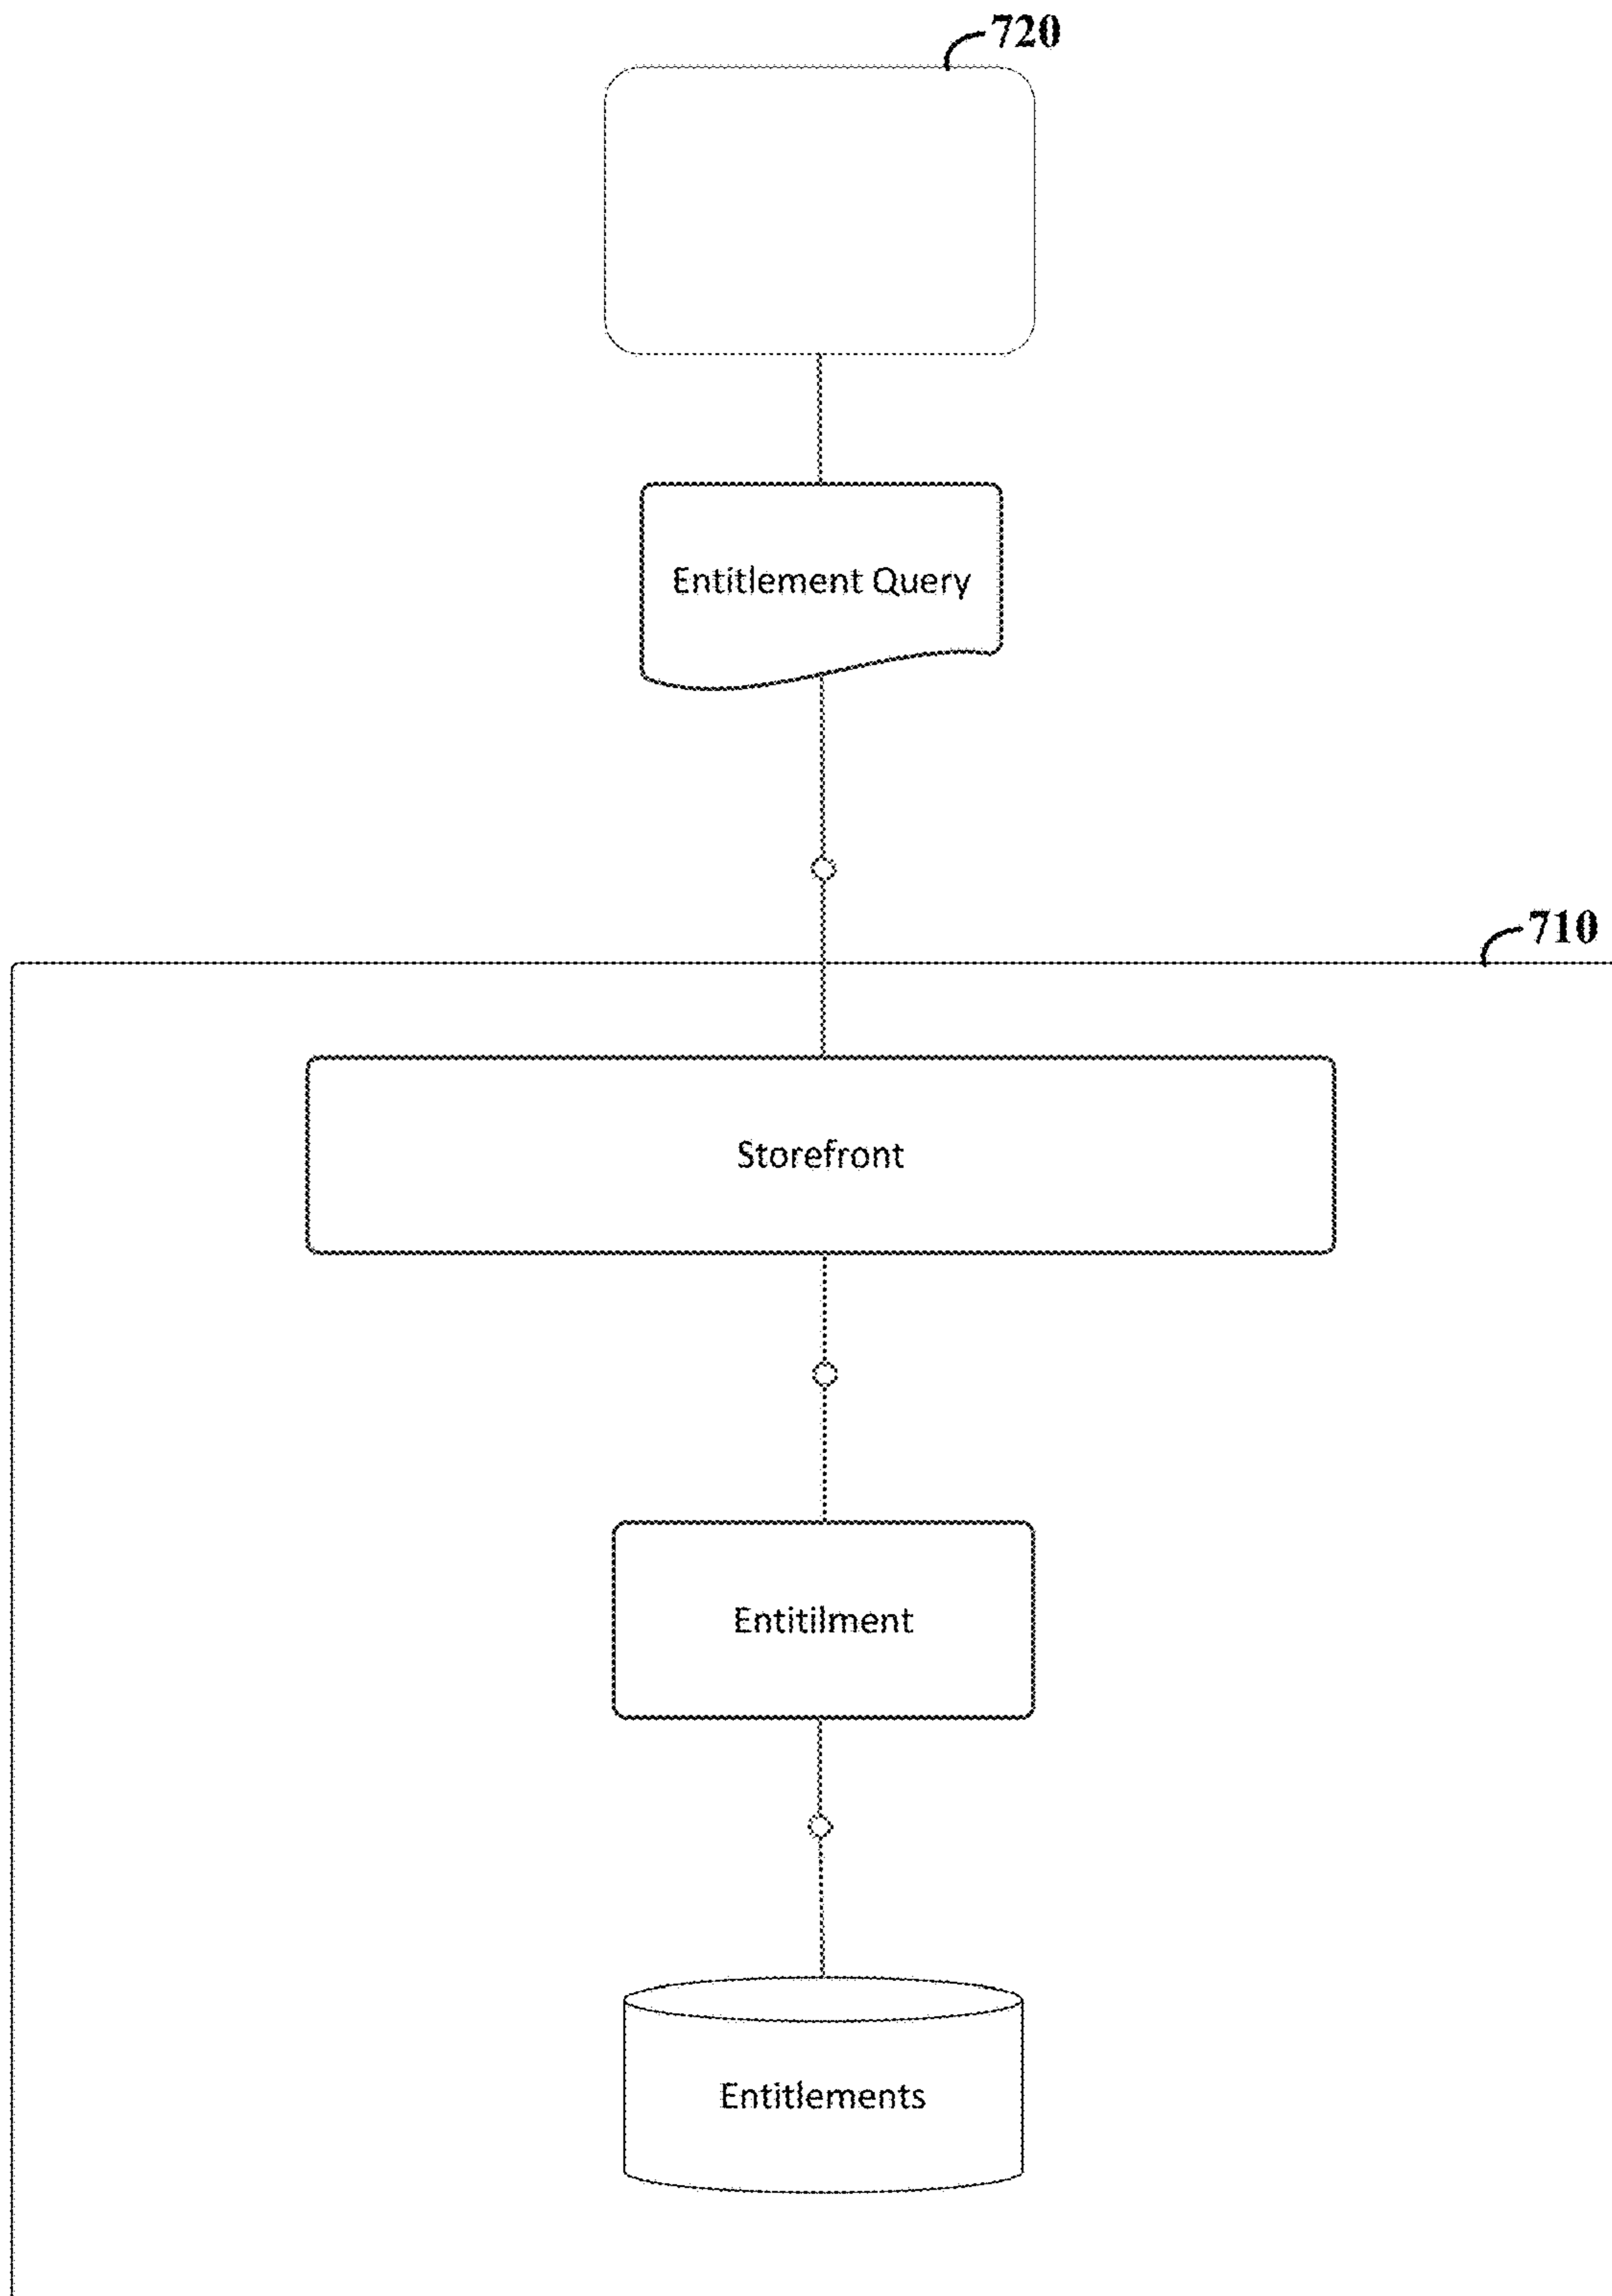 720
Entitlement Query
710
Storefront
Entitilment
Entitlements